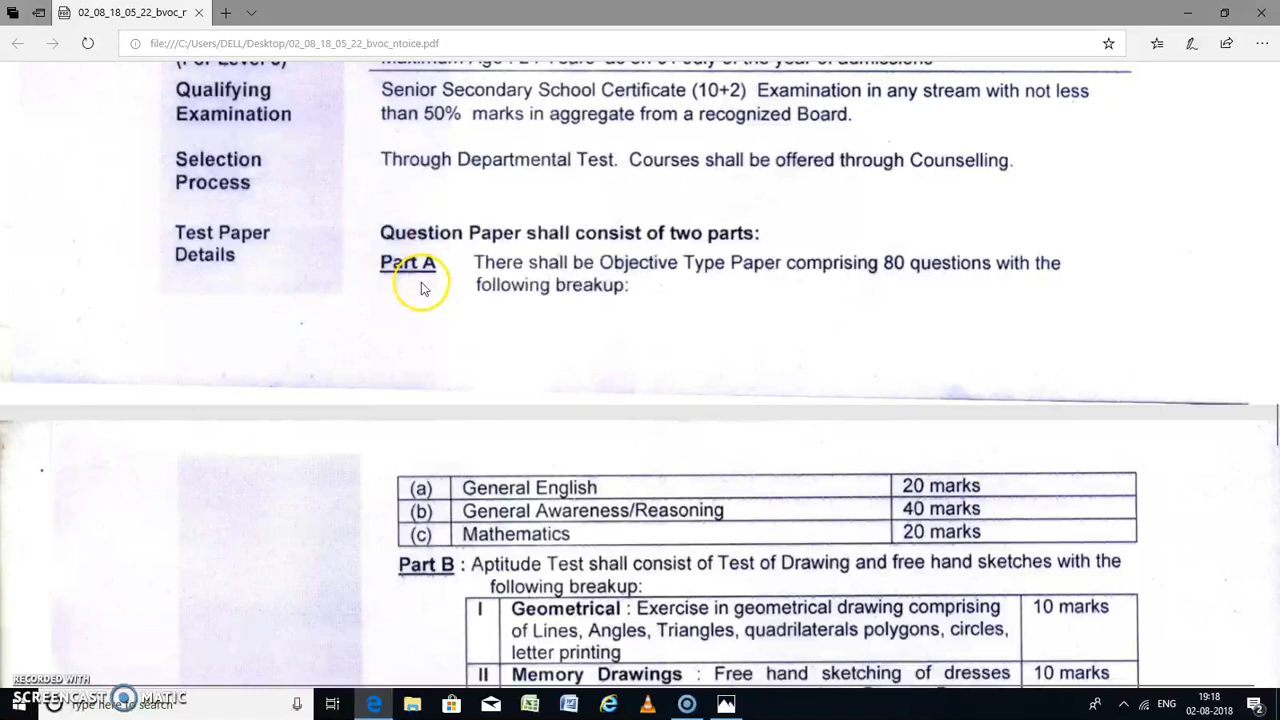 02_08_18_05_22_bvoc_r
file:///C:/Users/DELL/Desktop/02_08_18_05_22_bvoc_ntoice.pdf
Qualifying Examination
Senior Secondary School Certificate (10+2) Examination in any stream with not less
than 50% marks in aggregate from a recognized Board.
Selection Process
Through Departmental Test. Courses shall be offered through Counselling.
Test Paper Details
Question Paper shall consist of two parts:
Part A There shall be Objective Type Paper comprising 80 questions with the
following breakup:
(a) General English 20 marks
(b) General Awareness/Reasoning 40 marks
(c) Mathematics 20 marks
Part B : Aptitude Test shall consist of Test of Drawing and free hand sketches with the
following breakup:
I Geometrical : Exercise in geometrical drawing comprising 10 marks
of Lines, Angles, Triangles, quadrilaterals polygons, circles,
letter printing
II Memory Drawings : Free hand sketching of dresses 10 marks
RECORDED WITH
SCREENCAST MATIC
Type here to search
ENG
19:18
02-08-2018
2